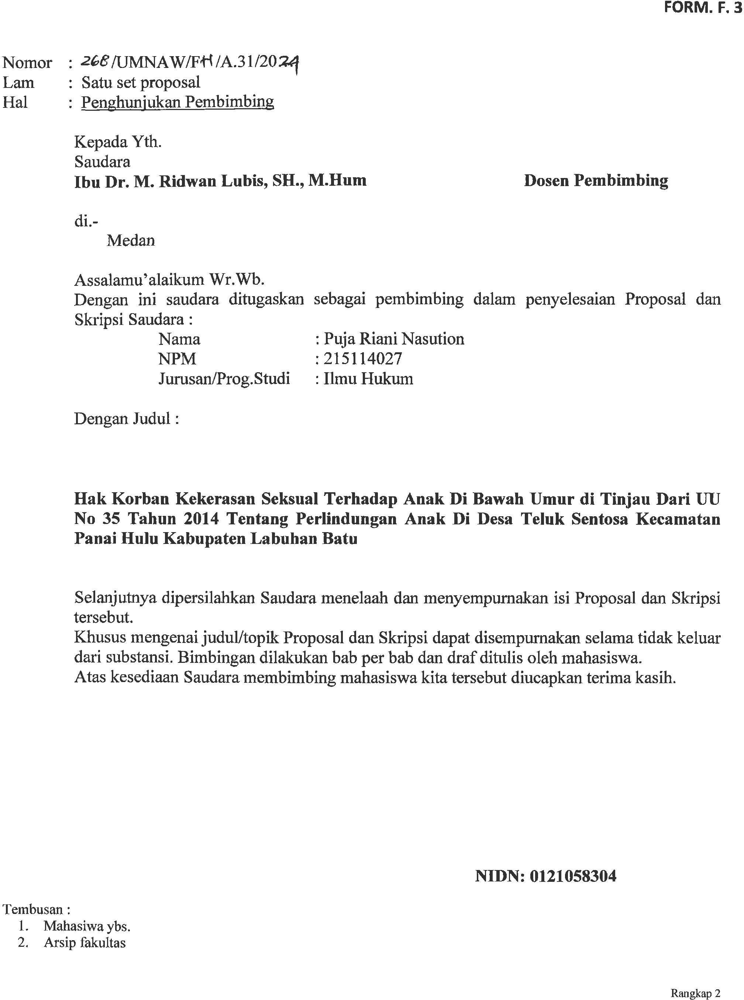 FORM. F. 3
Nomor : 268/UMNAW/FH/A.31/2024
Lam : Satu set proposal
Hal : Penghunjukan Pembimbing
Kepada Yth.
Saudara
Ibu Dr. M. Ridwan Lubis, SH., M.Hum Dosen Pembimbing
di.-
Medan
Assalamu'alaikum Wr.Wb.
Dengan ini saudara ditugaskan sebagai pembimbing dalam penyelesaian Proposal dan
Skripsi Saudara :
Nama : Puja Riani Nasution
NPM : 215114027
Jurusan/Prog.Studi : Ilmu Hukum
Dengan Judul :
Hak Korban Kekerasan Seksual Terhadap Anak Di Bawah Umur di Tinjau Dari UU
No 35 Tahun 2014 Tentang Perlindungan Anak Di Desa Teluk Sentosa Kecamatan
Panai Hulu Kabupaten Labuhan Batu
Selanjutnya dipersilahkan Saudara menelaah dan menyempurnakan isi Proposal dan Skripsi
tersebut.
Khusus mengenai judul/topik Proposal dan Skripsi dapat disempurnakan selama tidak keluar
dari substansi. Bimbingan dilakukan bab per bab dan draf ditulis oleh mahasiswa.
Atas kesediaan Saudara membimbing mahasiswa kita tersebut diucapkan terima kasih.
NIDN: 0121058304
Tembusan :
1. Mahasiwa ybs.
2. Arsip fakultas
Rangkap 2